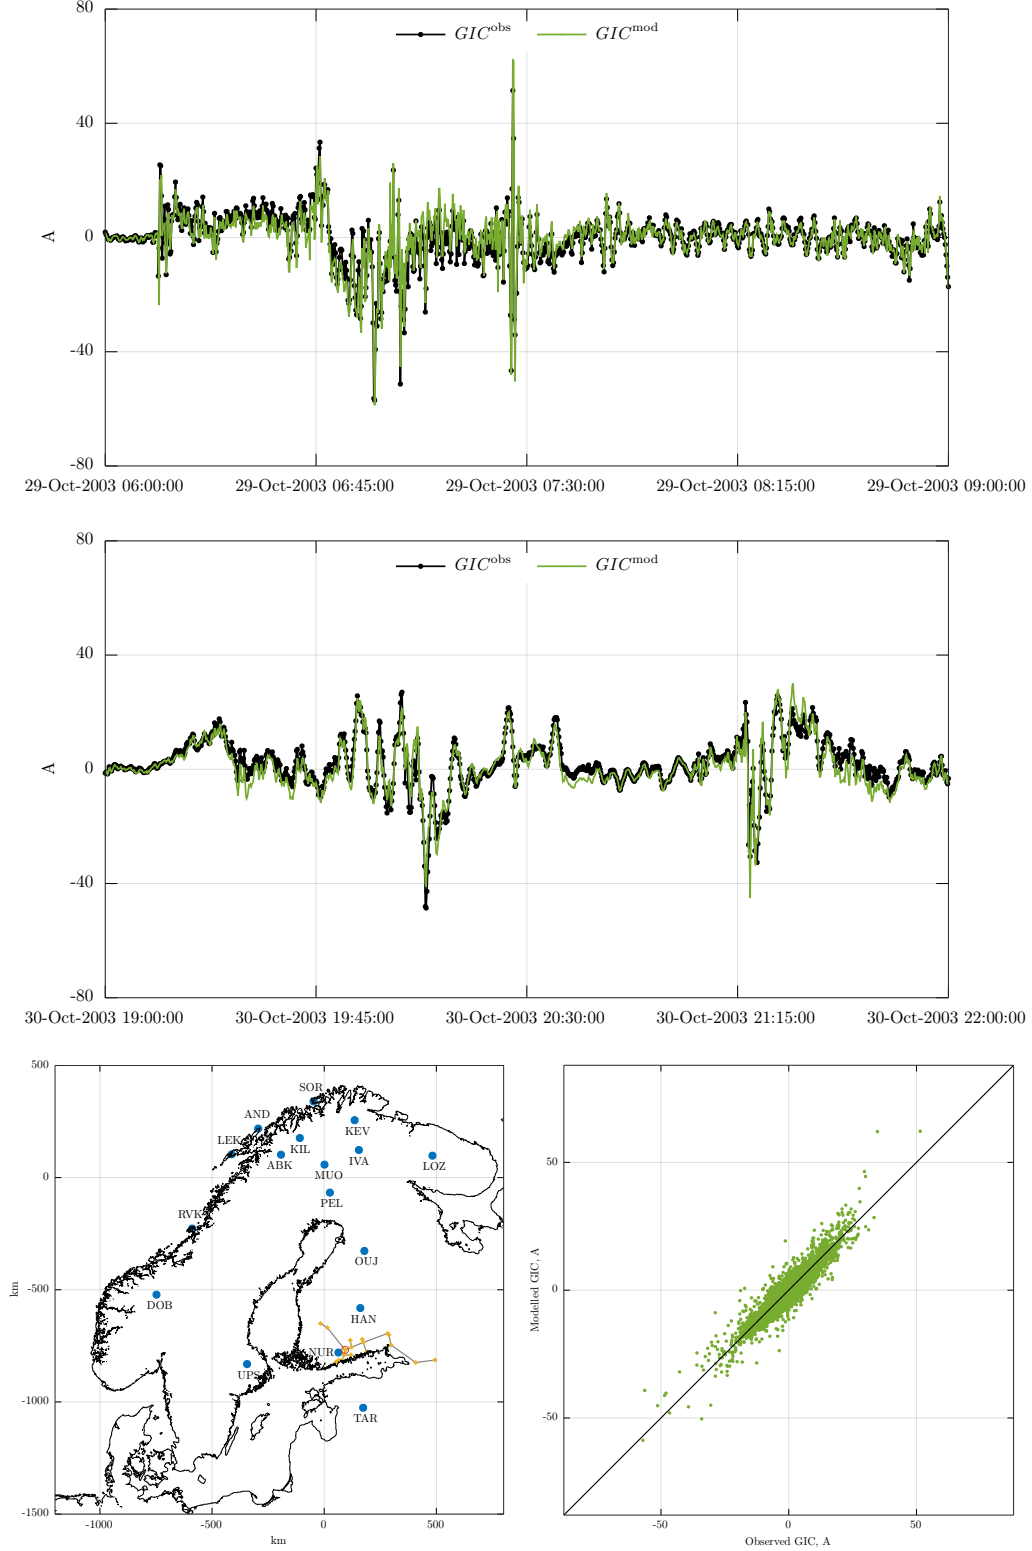 80
GIC^obs GIC^mod
40
A
0
-40
-80
29-Oct-2003 06:00:00 29-Oct-2003 06:45:00 29-Oct-2003 07:30:00 29-Oct-2003 08:15:00 29-Oct-2003 09:00:00
80
GIC^obs GIC^mod
40
A
0
-40
-80
30-Oct-2003 19:00:00 30-Oct-2003 19:45:00 30-Oct-2003 20:30:00 30-Oct-2003 21:15:00 30-Oct-2003 22:00:00
500
SOR
AND
KEV
LEK
KIL
ABK
IVA
LOZ
0
MUO
PEL
RVK
OUJ
km
-500
DOB
HAN
NUR
UPS
-1000
TAR
-1500
-1000 -500 0 500
km
50
Modelled GIC, A
0
-50
-50 0 50
Observed GIC, A